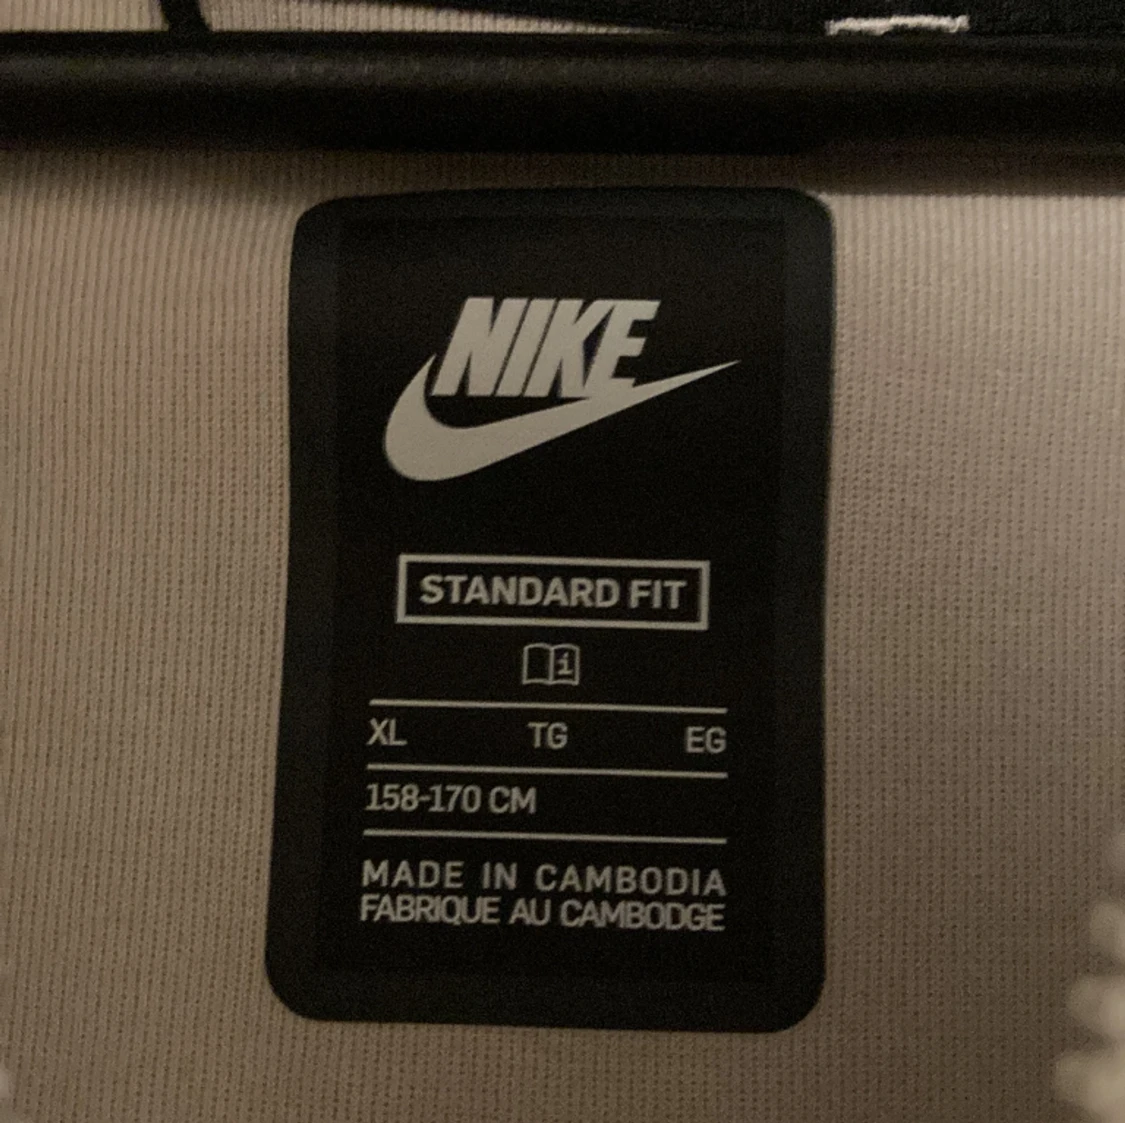 NIKE
STANDARD FIT
i
XL TG EG
158-170 CM
MADE IN CAMBODIA
FABRIQUE AU CAMBODGE